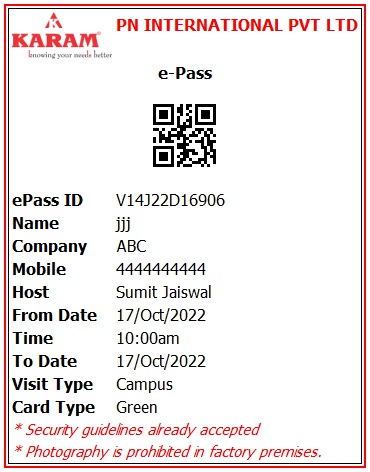 PN INTERNATIONAL PVT LTD
KARAM®
knowing your needs better
e-Pass
ePass ID V14J22D16906
Name jjj
Company ABC
Mobile 4444444444
Host Sumit Jaiswal
From Date 17/Oct/2022
Time 10:00am
To Date 17/Oct/2022
Visit Type Campus
Card Type Green
* Security guidelines already accepted
* Photography is prohibited in factory premises.